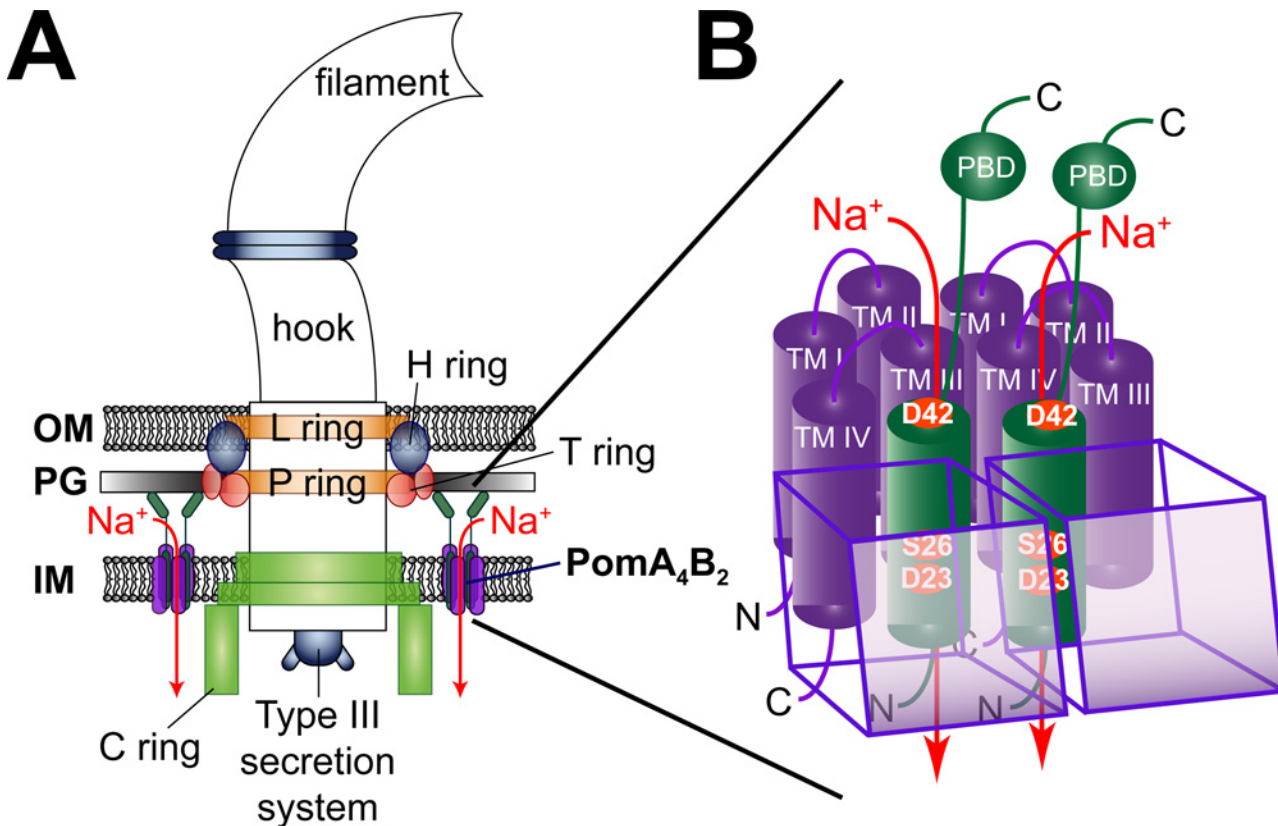 A
filament
hook
H ring
OM
L ring
T ring
PG
P ring
Na⁺
Na⁺
IM
PomA₄B₂
C ring
Type III
secretion
system
B
C
C
PBD
PBD
Na⁺
Na⁺
TM II
TM I
TM II
TM I
TM III
TM IV
TM III
TM IV
D42
D42
S26
S26
D23
D23
N
C
C
N
N